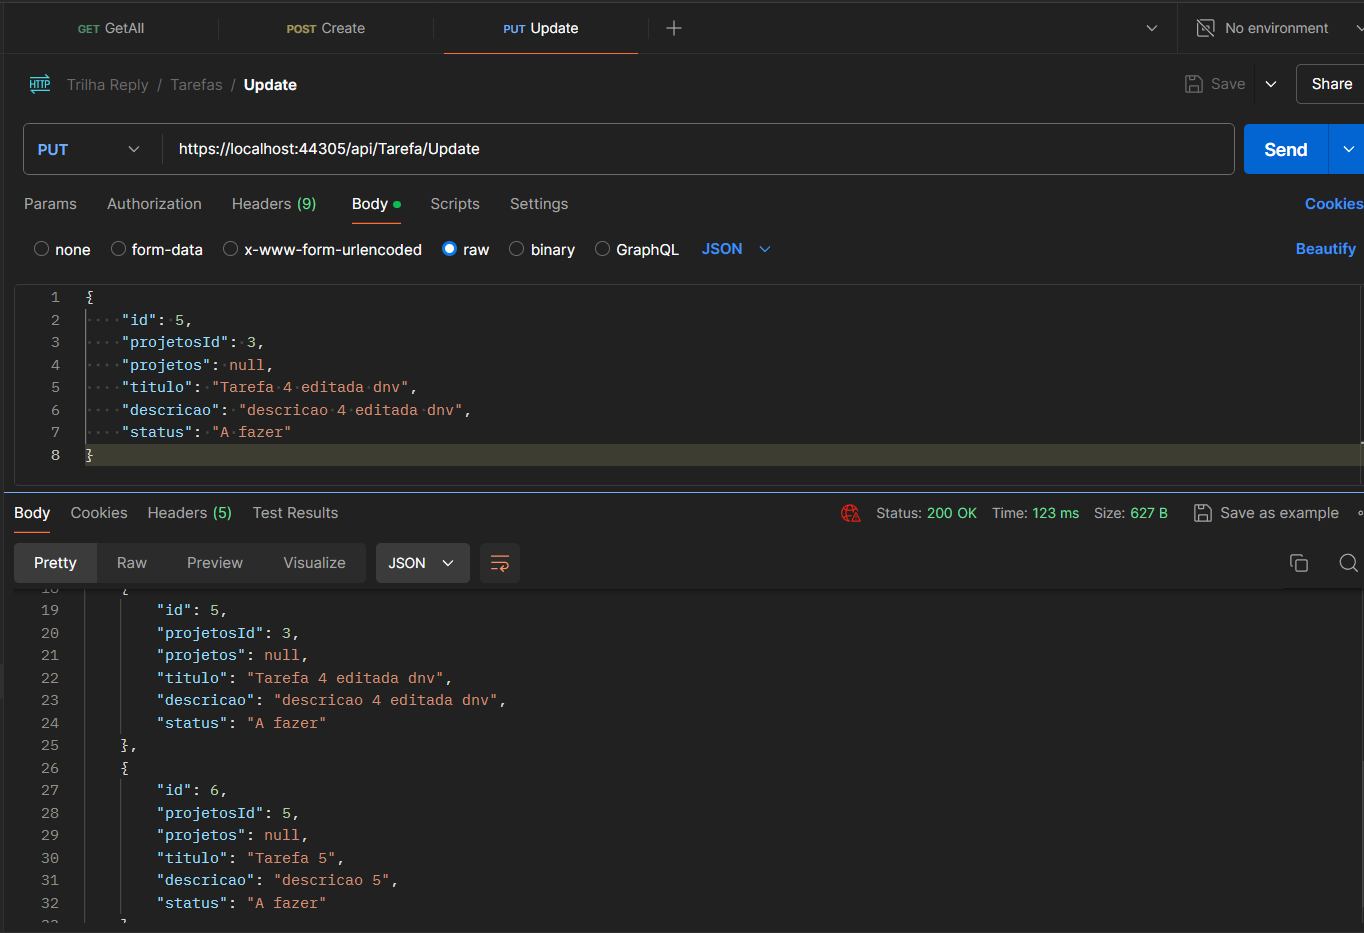 GET GetAll POST Create PUT Update No environment
Trilha Reply / Tarefas / Update Save Share
PUT https://localhost:44305/api/Tarefa/Update Send
Params Authorization Headers (9) Body Scripts Settings Cookies
none form-data x-www-form-urlencoded raw binary GraphQL JSON Beautify
1 {
2 "id": 5,
3 "projetosId": 3,
4 "projetos": null,
5 "titulo": "Tarefa 4 editada dnv",
6 "descricao": "descricao 4 editada dnv",
7 "status": "A fazer"
8 }
Body Cookies Headers (5) Test Results Status: 200 OK Time: 123 ms Size: 627 B Save as example
Pretty Raw Preview Visualize JSON
18 {
19 "id": 5,
20 "projetosId": 3,
21 "projetos": null,
22 "titulo": "Tarefa 4 editada dnv",
23 "descricao": "descricao 4 editada dnv",
24 "status": "A fazer"
25 },
26 {
27 "id": 6,
28 "projetosId": 5,
29 "projetos": null,
30 "titulo": "Tarefa 5",
31 "descricao": "descricao 5",
32 "status": "A fazer"